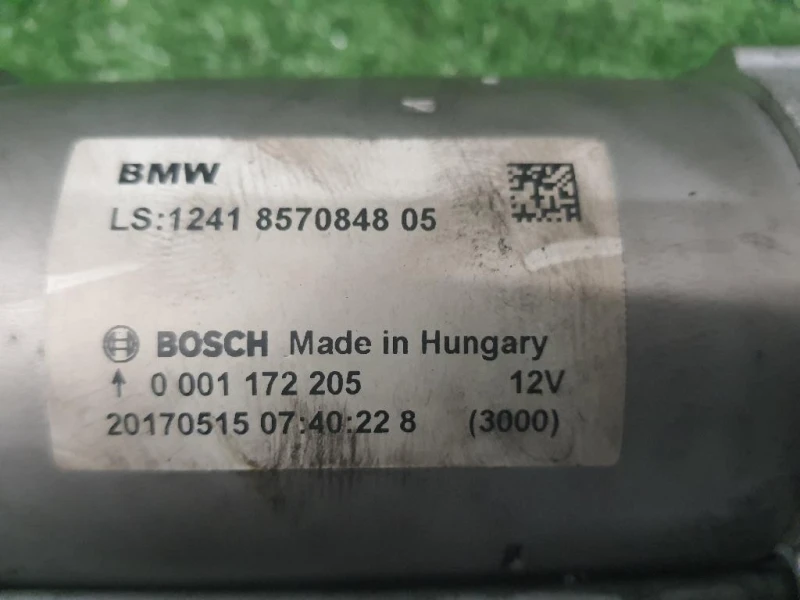 BMW
LS:1241 8570848 05
BOSCH Made in Hungary
0 001 172 205 12V
20170515 07:40:22 8 (3000)